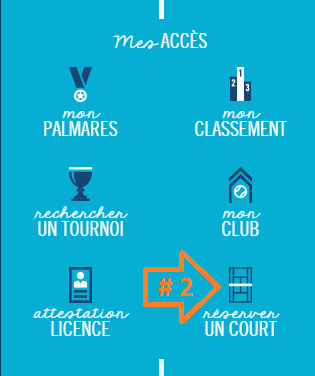 Mes ACCÈS
2 1 3
mon
PALMARES
mon
CLASSEMENT
rechercher
UN TOURNOI
mon
CLUB
# 2
attestation
LICENCE
réserver
UN COURT